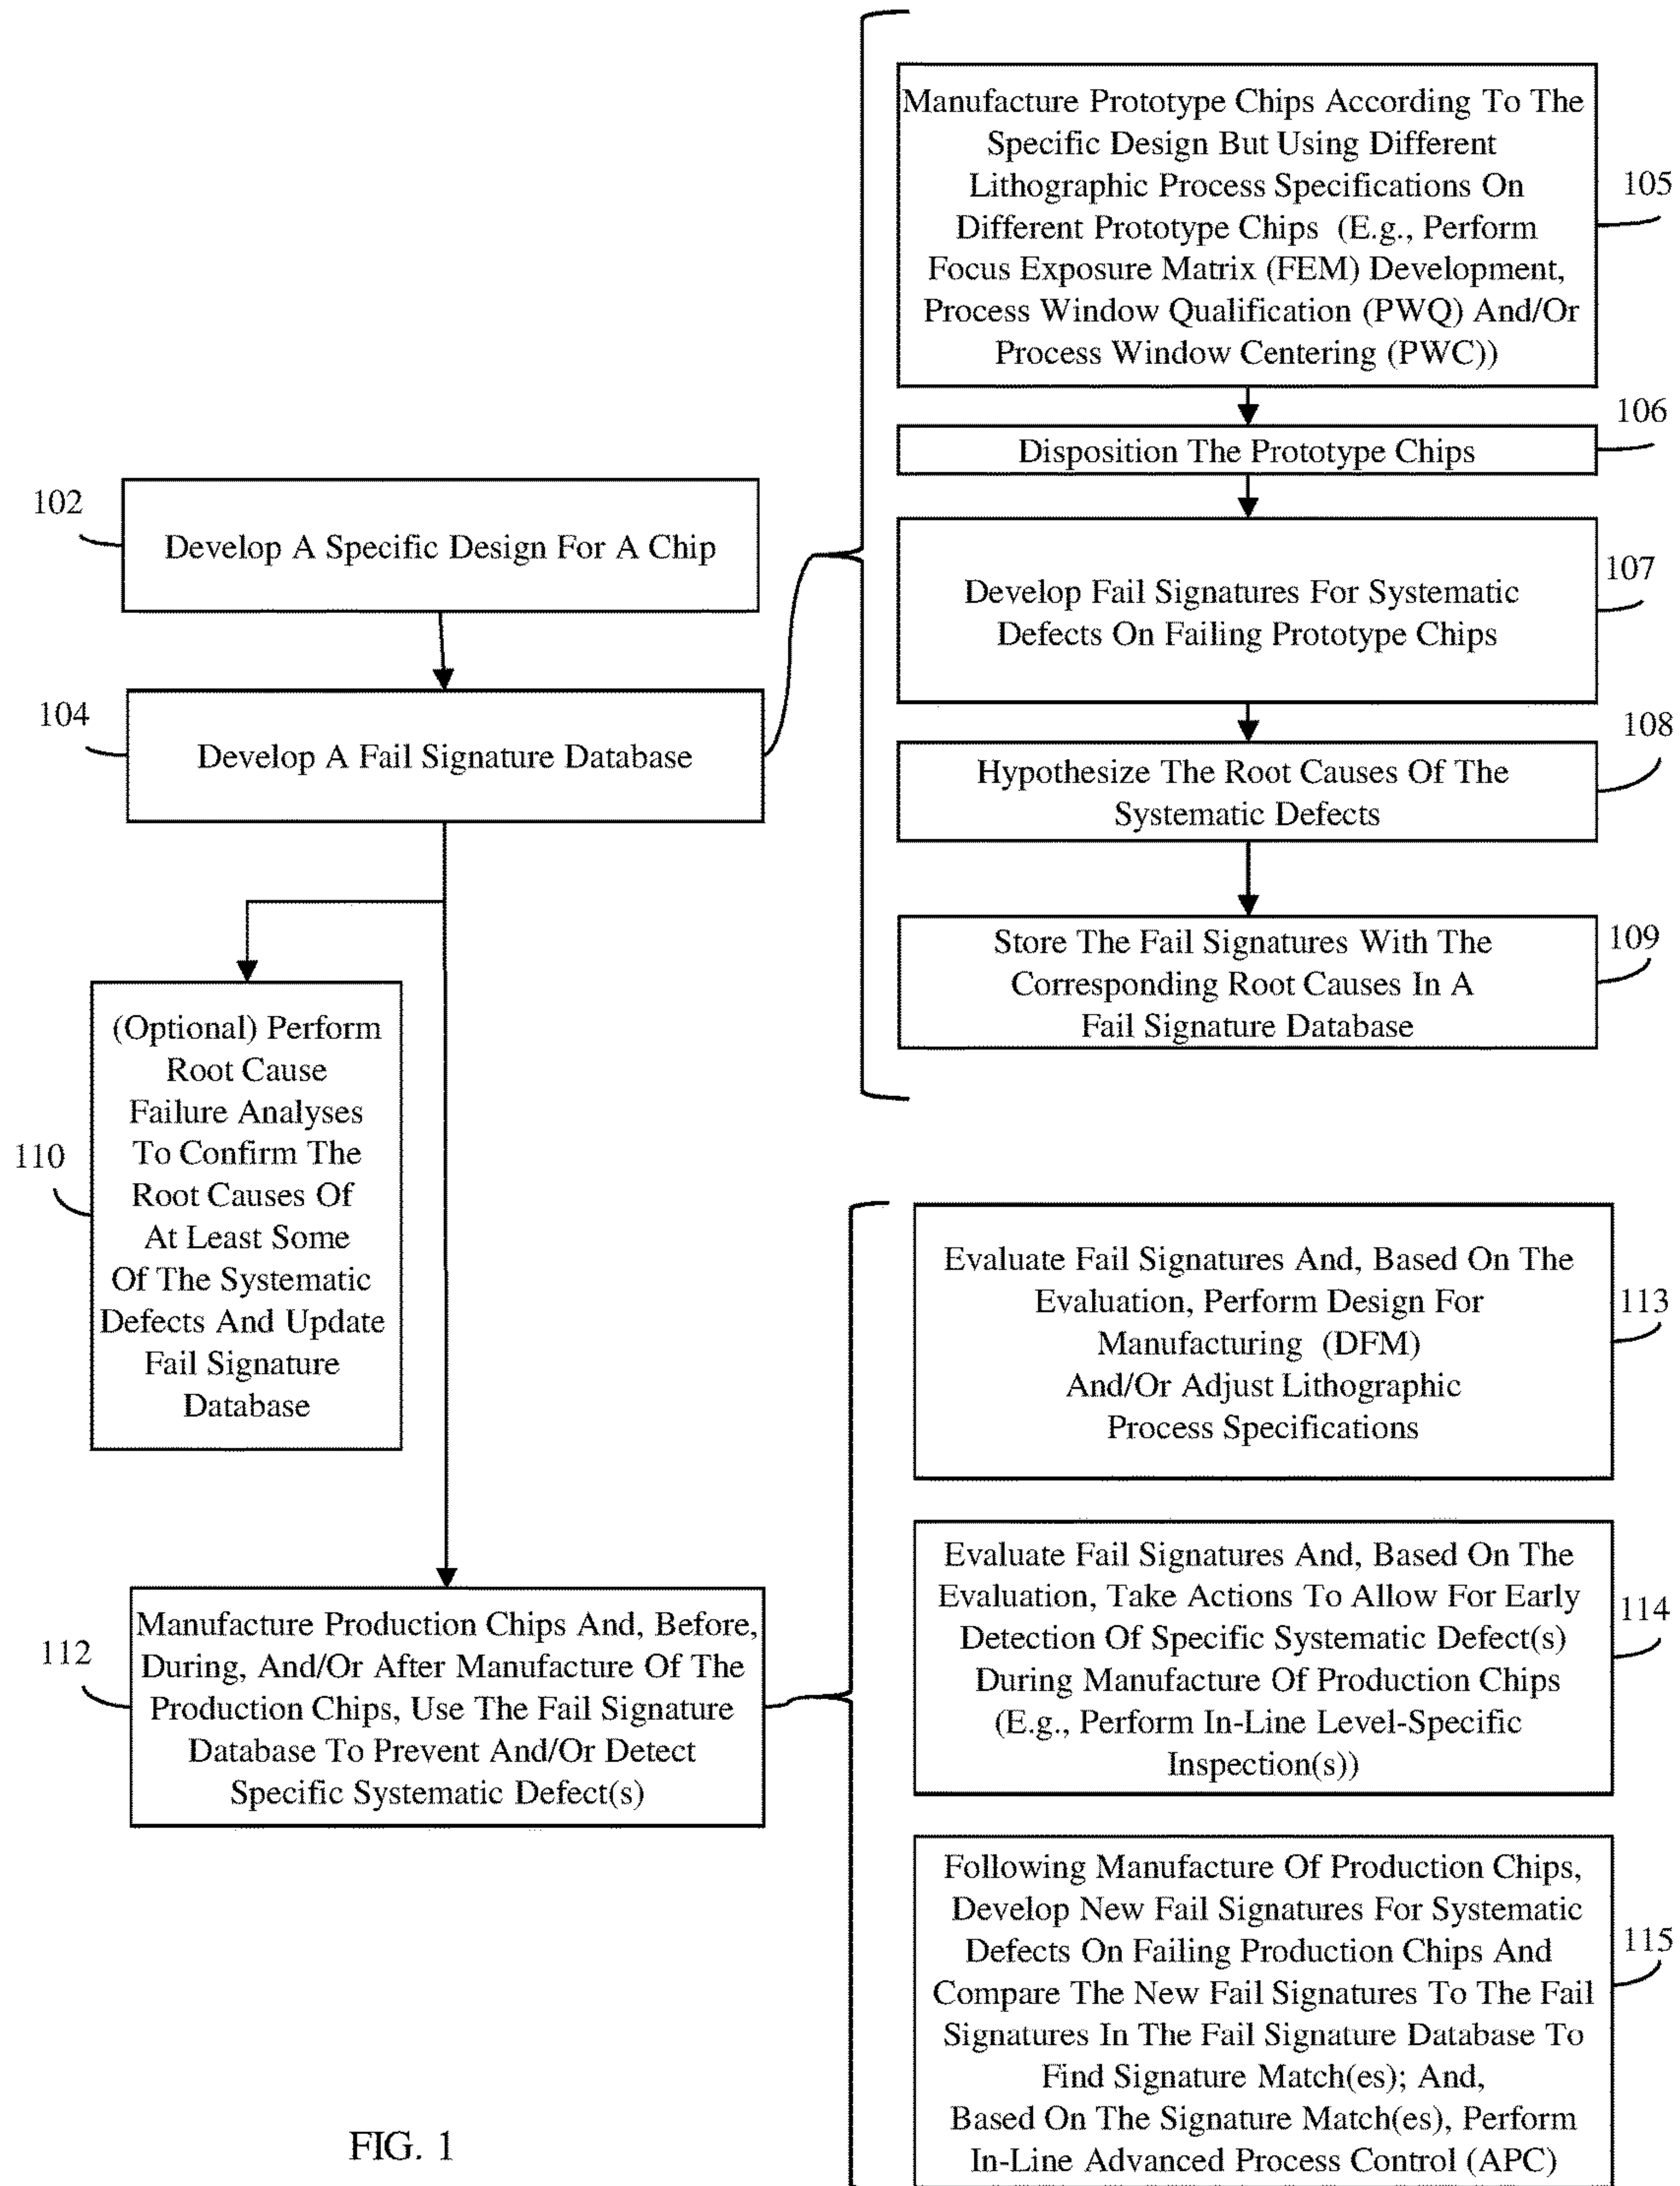 102
Develop A Specific Design For A Chip
104
Develop A Fail Signature Database
Manufacture Prototype Chips According To The
Specific Design But Using Different
Lithographic Process Specifications On
Different Prototype Chips (E.g., Perform
Focus Exposure Matrix (FEM) Development,
Process Window Qualification (PWQ) And/Or
Process Window Centering (PWC))
105
Disposition The Prototype Chips
106
Develop Fail Signatures For Systematic
Defects On Failing Prototype Chips
107
Hypothesize The Root Causes Of The
Systematic Defects
108
Store The Fail Signatures With The
Corresponding Root Causes In A
Fail Signature Database
109
110
(Optional) Perform
Root Cause
Failure Analyses
To Confirm The
Root Causes Of
At Least Some
Of The Systematic
Defects And Update
Fail Signature
Database
112
Manufacture Production Chips And, Before,
During, And/Or After Manufacture Of The
Production Chips, Use The Fail Signature
Database To Prevent And/Or Detect
Specific Systematic Defect(s)
Evaluate Fail Signatures And, Based On The
Evaluation, Perform Design For
Manufacturing (DFM)
And/Or Adjust Lithographic
Process Specifications
113
Evaluate Fail Signatures And, Based On The
Evaluation, Take Actions To Allow For Early
Detection Of Specific Systematic Defect(s)
During Manufacture Of Production Chips
(E.g., Perform In-Line Level-Specific
Inspection(s))
114
Following Manufacture Of Production Chips,
Develop New Fail Signatures For Systematic
Defects On Failing Production Chips And
Compare The New Fail Signatures To The Fail
Signatures In The Fail Signature Database To
Find Signature Match(es); And,
Based On The Signature Match(es), Perform
In-Line Advanced Process Control (APC)
115
FIG. 1